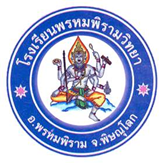 โรงเรียนพรหมพิรามวิทยา
อ.พรหมพิราม จ.พิษณุโลก